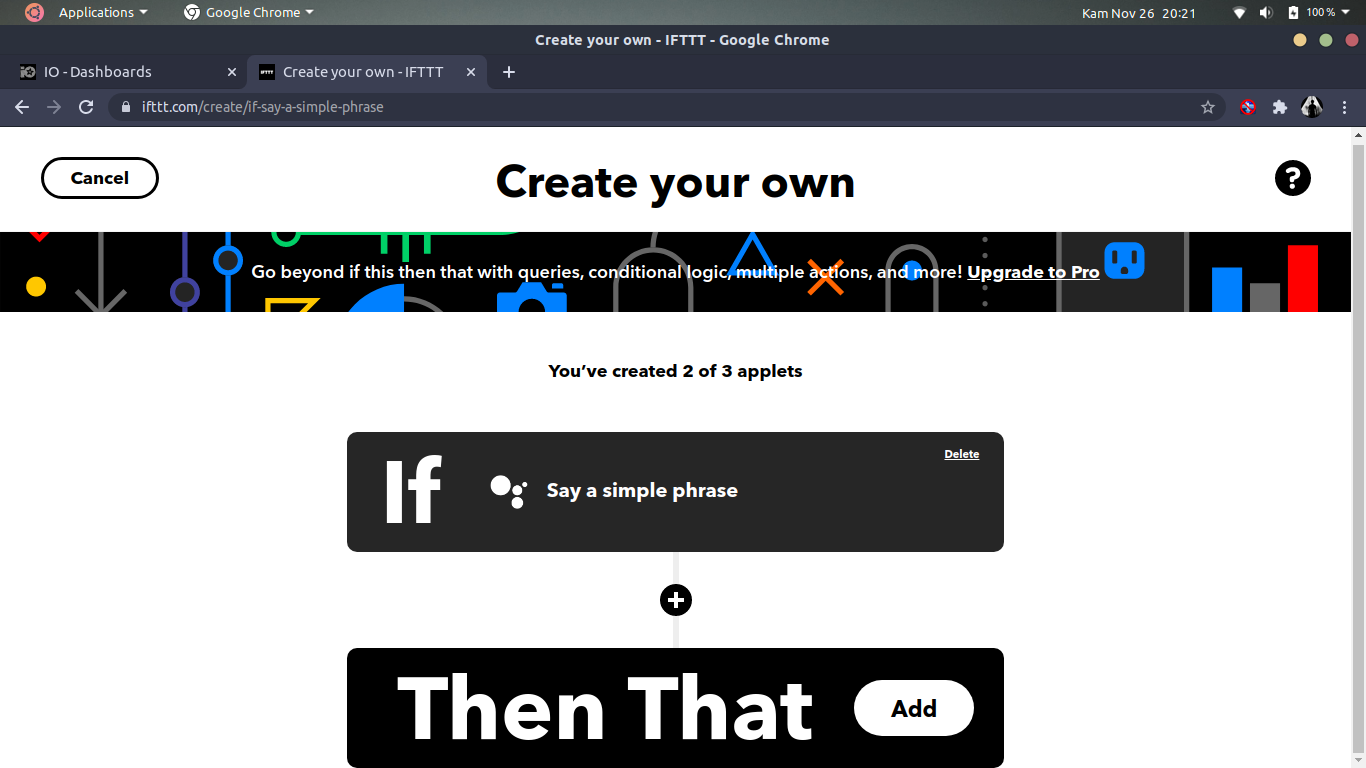 Applications Google Chrome Kam Nov 26 20:21 100 %
Create your own - IFTTT - Google Chrome
IO - Dashboards Create your own - IFTTT
ifttt.com/create/if-say-a-simple-phrase
Cancel Create your own ?
Go beyond if this then that with queries, conditional logic, multiple actions, and more! Upgrade to Pro
You’ve created 2 of 3 applets
Delete
If Say a simple phrase
Then That Add